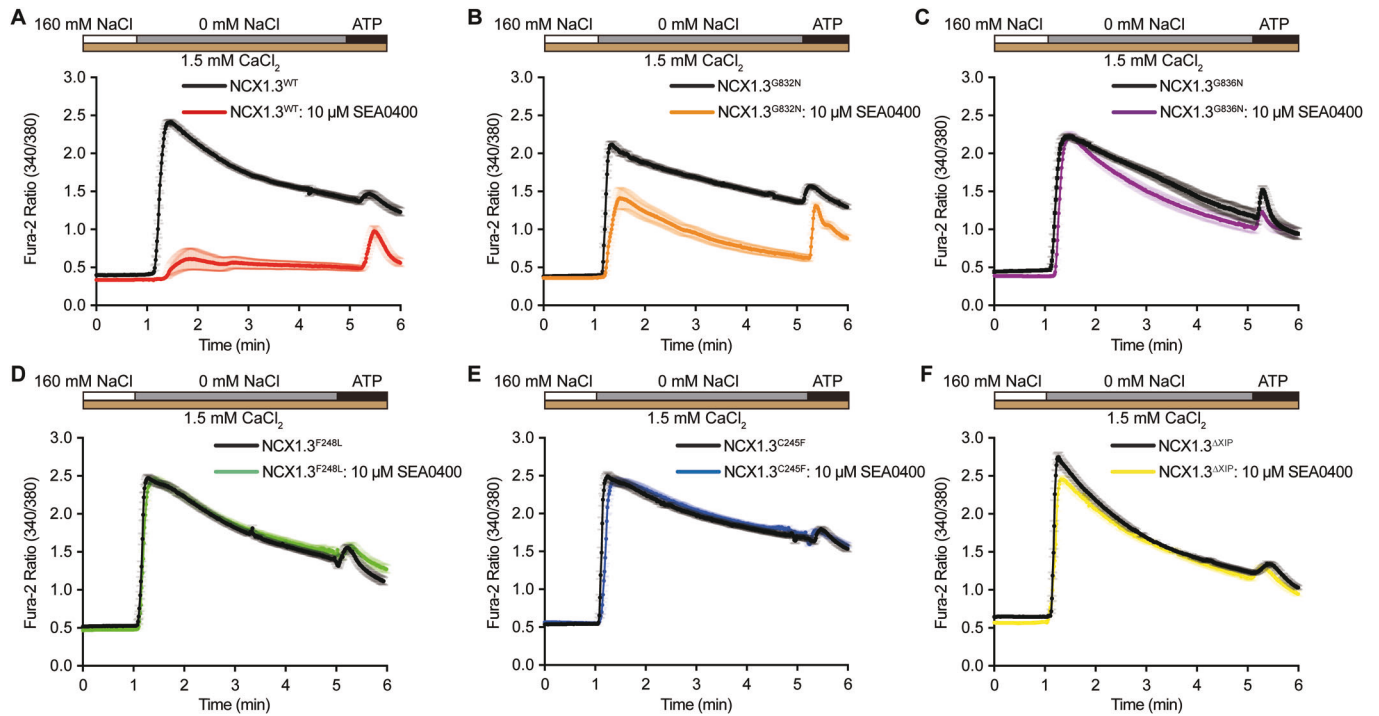 A
160 mM NaCl 0 mM NaCl ATP
1.5 mM CaCl₂
NCX1.3ᵂᵀ
NCX1.3ᵂᵀ: 10 µM SEA0400
Fura-2 Ratio (340/380)
3.0
2.5
2.0
1.5
1.0
0.5
0.0
0 1 2 3 4 5 6
Time (min)
B
160 mM NaCl 0 mM NaCl ATP
1.5 mM CaCl₂
NCX1.3G832N
NCX1.3G832N: 10 µM SEA0400
Fura-2 Ratio (340/380)
3.0
2.5
2.0
1.5
1.0
0.5
0.0
0 1 2 3 4 5 6
Time (min)
C
160 mM NaCl 0 mM NaCl ATP
1.5 mM CaCl₂
NCX1.3G836N
NCX1.3G836N: 10 µM SEA0400
Fura-2 Ratio (340/380)
3.0
2.5
2.0
1.5
1.0
0.5
0.0
0 1 2 3 4 5 6
Time (min)
D
160 mM NaCl 0 mM NaCl ATP
1.5 mM CaCl₂
NCX1.3F248L
NCX1.3F248L: 10 µM SEA0400
Fura-2 Ratio (340/380)
3.0
2.5
2.0
1.5
1.0
0.5
0.0
0 1 2 3 4 5 6
Time (min)
E
160 mM NaCl 0 mM NaCl ATP
1.5 mM CaCl₂
NCX1.3C245F
NCX1.3C245F: 10 µM SEA0400
Fura-2 Ratio (340/380)
3.0
2.5
2.0
1.5
1.0
0.5
0.0
0 1 2 3 4 5 6
Time (min)
F
160 mM NaCl 0 mM NaCl ATP
1.5 mM CaCl₂
NCX1.3ΔXIP
NCX1.3ΔXIP: 10 µM SEA0400
Fura-2 Ratio (340/380)
3.0
2.5
2.0
1.5
1.0
0.5
0.0
0 1 2 3 4 5 6
Time (min)